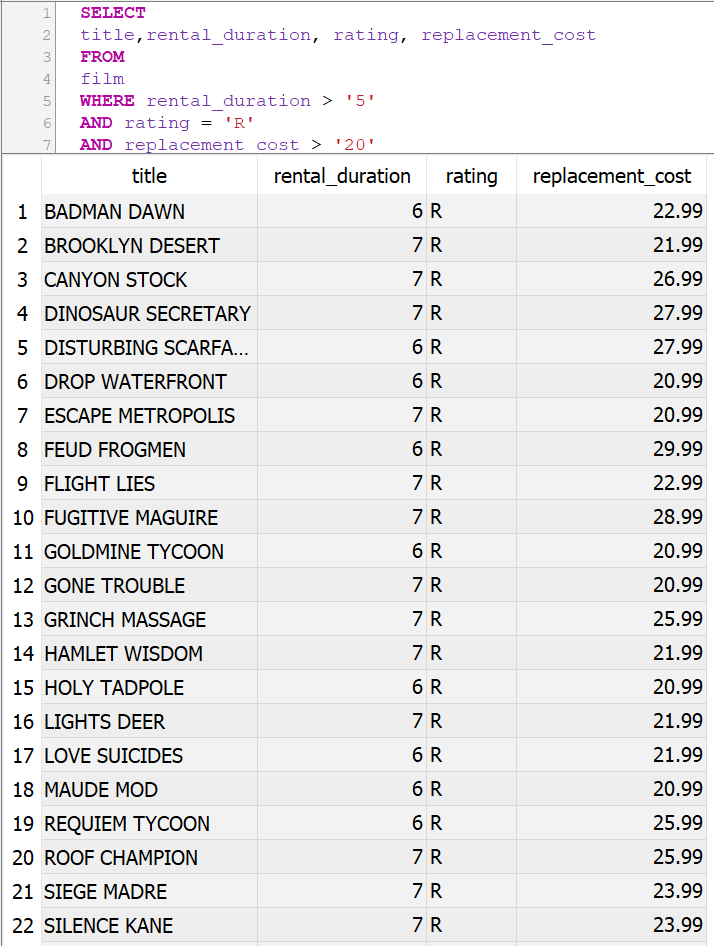 1 SELECT
2 title,rental_duration, rating, replacement_cost
3 FROM
4 film
5 WHERE rental_duration > '5'
6 AND rating = 'R'
7 AND replacement_cost > '20'
title rental_duration rating replacement_cost
1 BADMAN DAWN 6 R 22.99
2 BROOKLYN DESERT 7 R 21.99
3 CANYON STOCK 7 R 26.99
4 DINOSAUR SECRETARY 7 R 27.99
5 DISTURBING SCARFA... 6 R 27.99
6 DROP WATERFRONT 6 R 20.99
7 ESCAPE METROPOLIS 7 R 20.99
8 FEUD FROGMEN 6 R 29.99
9 FLIGHT LIES 7 R 22.99
10 FUGITIVE MAGUIRE 7 R 28.99
11 GOLDMINE TYCOON 6 R 20.99
12 GONE TROUBLE 7 R 20.99
13 GRINCH MASSAGE 7 R 25.99
14 HAMLET WISDOM 7 R 21.99
15 HOLY TADPOLE 6 R 20.99
16 LIGHTS DEER 7 R 21.99
17 LOVE SUICIDES 6 R 21.99
18 MAUDE MOD 6 R 20.99
19 REQUIEM TYCOON 6 R 25.99
20 ROOF CHAMPION 7 R 25.99
21 SIEGE MADRE 7 R 23.99
22 SILENCE KANE 7 R 23.99